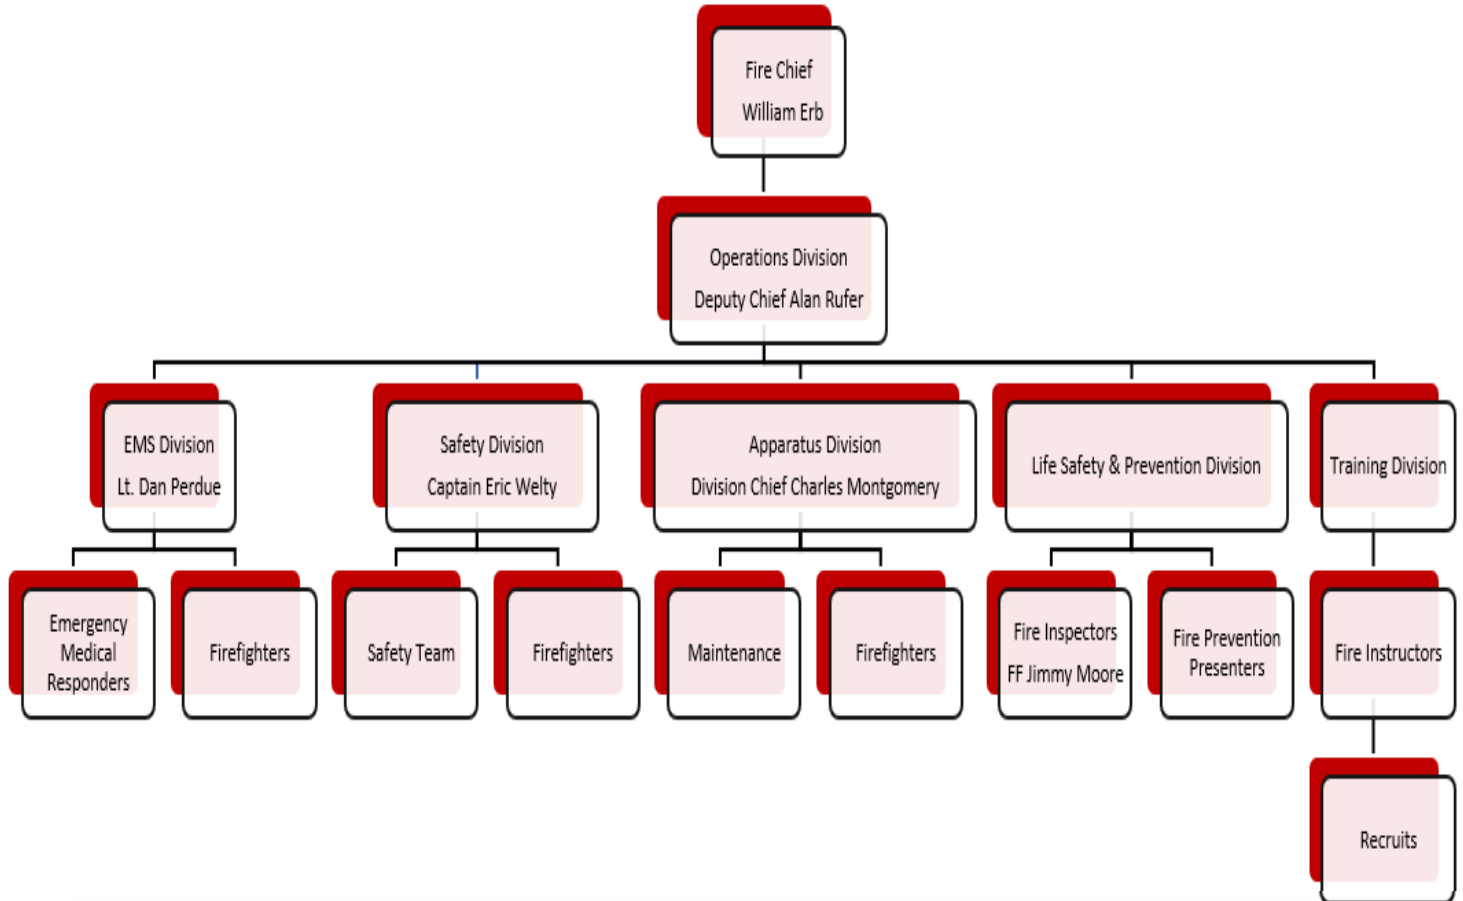 Fire Chief
William Erb
Operations Division
Deputy Chief Alan Rufer
EMS Division
Lt. Dan Perdue
Safety Division
Captain Eric Welty
Apparatus Division
Division Chief Charles Montgomery
Life Safety & Prevention Division
Training Division
Emergency
Medical
Responders
Firefighters
Safety Team
Firefighters
Maintenance
Firefighters
Fire Inspectors
FF Jimmy Moore
Fire Prevention
Presenters
Fire Instructors
Recruits